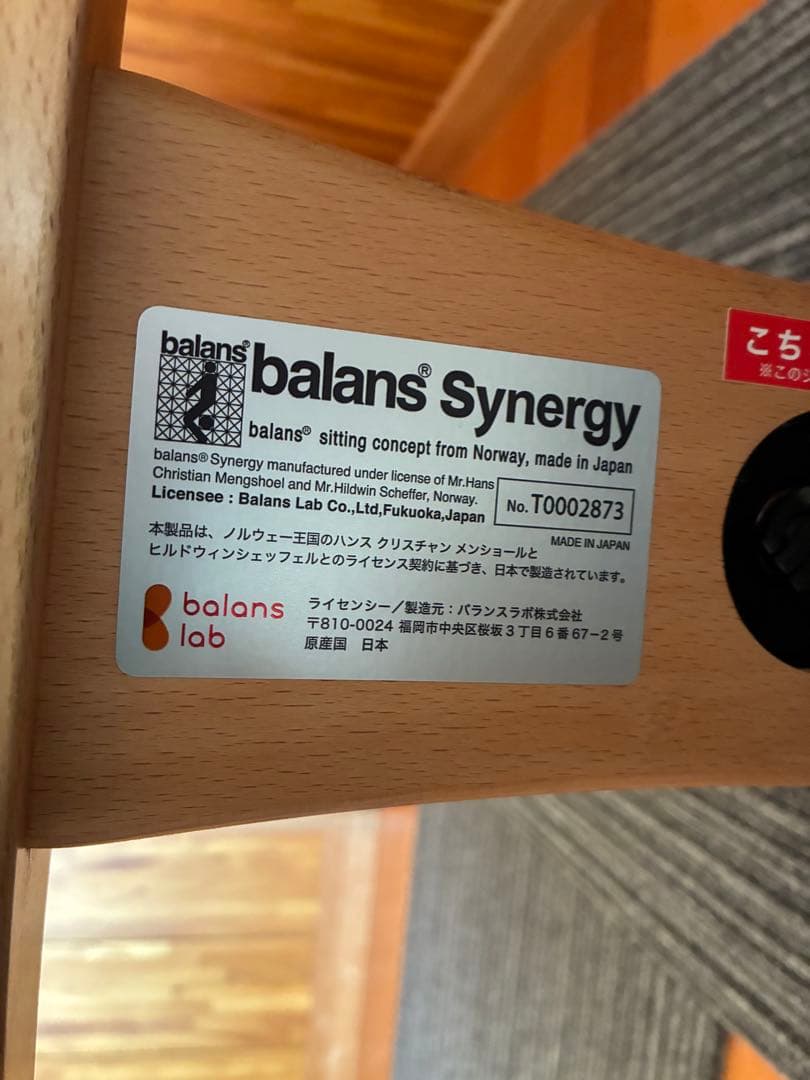 balans®
balans® Synergy
balans® sitting concept from Norway, made in Japan
balans® Synergy manufactured under license of Mr.Hans
Christian Mengshoel and Mr.Hildwin Scheffer, Norway.
Licensee : Balans Lab Co.,Ltd,Fukuoka,Japan
No. T0002873
MADE IN JAPAN
本製品は、ノルウェー王国のハンス クリスチャン メンショールと
ヒルドウィンシェッフェルとのライセンス契約に基づき、日本で製造されています。
balans
lab
ライセンシー/製造元:バランスラボ株式会社
〒810-0024 福岡市中央区桜坂3丁目6番67-2号
原産国 日本
こち
※この